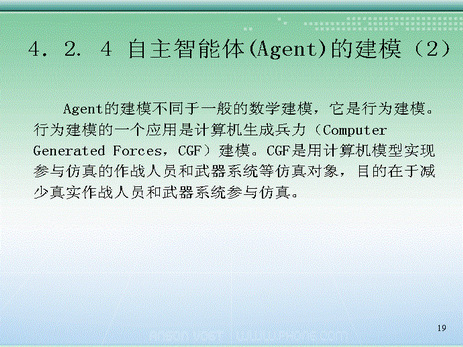 4．2．4 自主智能体(Agent)的建模（2）
Agent的建模不同于一般的数学建模，它是行为建模。
行为建模的一个应用是计算机生成兵力（Computer
Generated Forces，CGF）建模。CGF是用计算机模型实现
参与仿真的作战人员和武器系统等仿真对象，目的在于减
少真实作战人员和武器系统参与仿真。
19